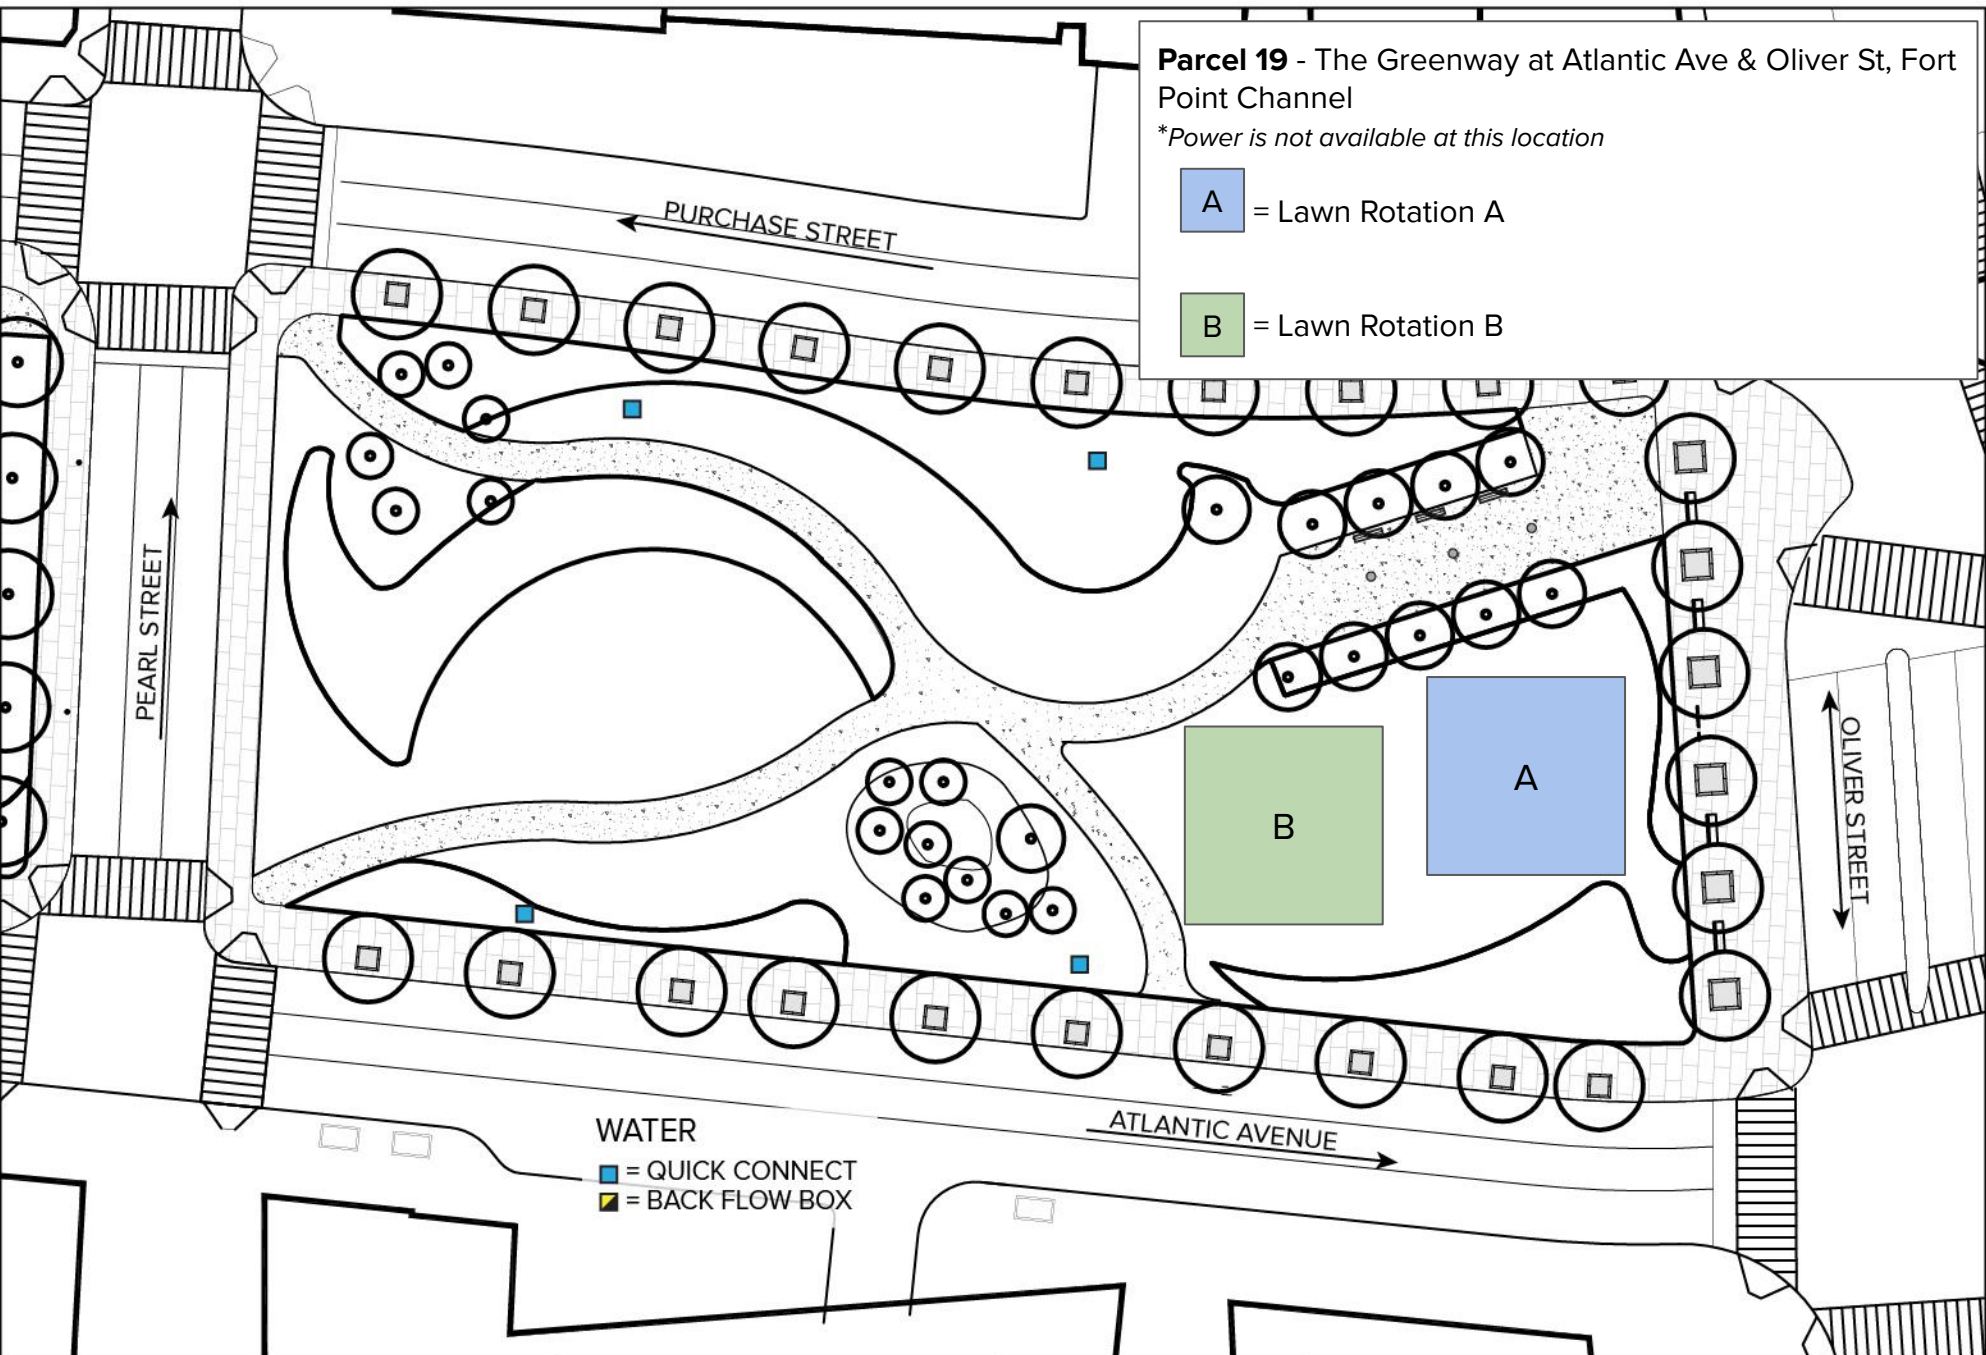 Parcel 19 - The Greenway at Atlantic Ave & Oliver St, Fort
Point Channel
*Power is not available at this location
A = Lawn Rotation A
B = Lawn Rotation B
PURCHASE STREET
PEARL STREET
OLIVER STREET
A
B
ATLANTIC AVENUE
WATER
= QUICK CONNECT
= BACK FLOW BOX